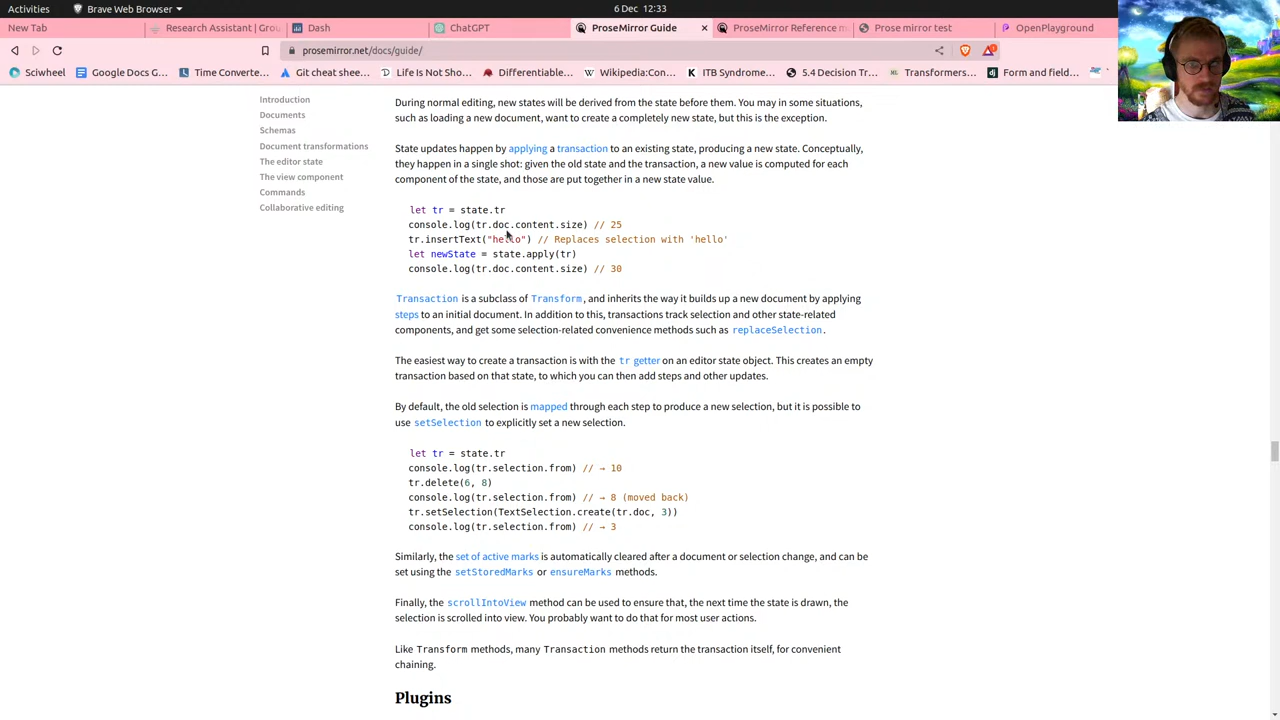 Activities
Brave Web Browser
6 Dec 12:33
New Tab
Research Assistant | Grou
Dash
ChatGPT
ProseMirror Guide
ProseMirror Reference m
Prose mirror test
OpenPlayground
prosemirror.net/docs/guide/
Sciwheel
Google Docs G...
Time Converte...
Git cheat shee...
Life Is Not Sho...
Differentiable...
Wikipedia:Con...
ITB Syndrome...
5.4 Decision Tr...
Transformers...
Form and field...
Introduction
Documents
Schemas
Document transformations
The editor state
The view component
Commands
Collaborative editing
During normal editing, new states will be derived from the state before them. You may in some situations,
such as loading a new document, want to create a completely new state, but this is the exception.
State updates happen by applying a transaction to an existing state, producing a new state. Conceptually,
they happen in a single shot: given the old state and the transaction, a new value is computed for each
component of the state, and those are put together in a new state value.
let tr = state.tr
console.log(tr.doc.content.size) // 25
tr.insertText("hello") // Replaces selection with 'hello'
let newState = state.apply(tr)
console.log(tr.doc.content.size) // 30
Transaction is a subclass of Transform, and inherits the way it builds up a new document by applying
steps to an initial document. In addition to this, transactions track selection and other state-related
components, and get some selection-related convenience methods such as replaceSelection.
The easiest way to create a transaction is with the tr getter on an editor state object. This creates an empty
transaction based on that state, to which you can then add steps and other updates.
By default, the old selection is mapped through each step to produce a new selection, but it is possible to
use setSelection to explicitly set a new selection.
let tr = state.tr
console.log(tr.selection.from) // → 10
tr.delete(6, 8)
console.log(tr.selection.from) // → 8 (moved back)
tr.setSelection(TextSelection.create(tr.doc, 3))
console.log(tr.selection.from) // → 3
Similarly, the set of active marks is automatically cleared after a document or selection change, and can be
set using the setStoredMarks or ensureMarks methods.
Finally, the scrollIntoView method can be used to ensure that, the next time the state is drawn, the
selection is scrolled into view. You probably want to do that for most user actions.
Like Transform methods, many Transaction methods return the transaction itself, for convenient
chaining.
Plugins